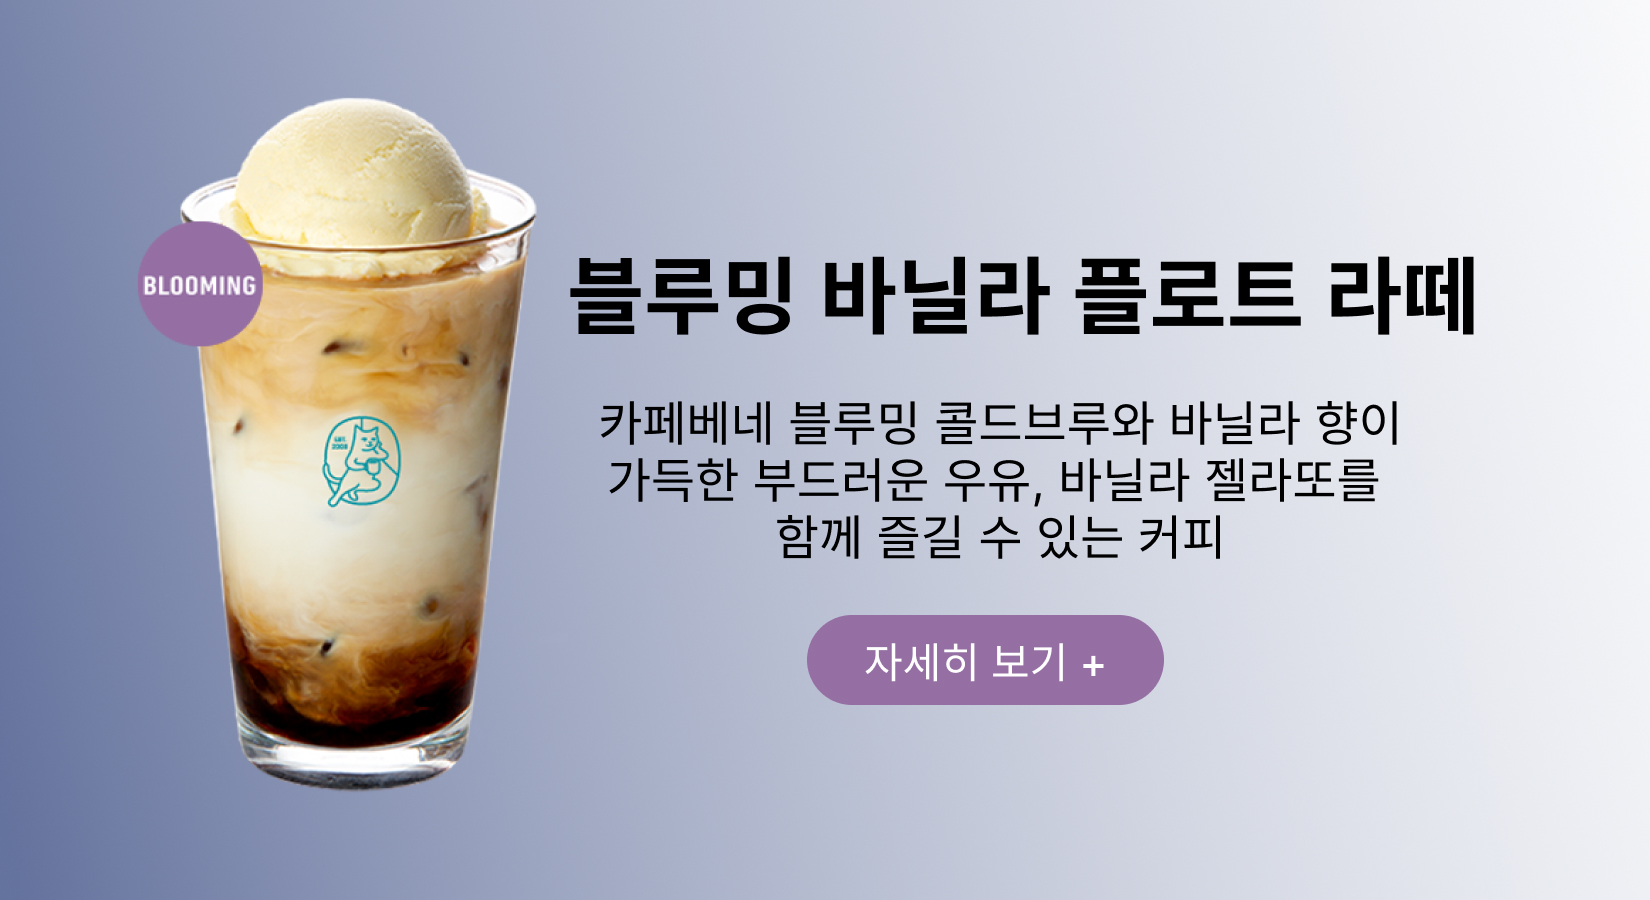 BLOOMING
EST.
2008
블루밍 바닐라 플로트 라떼
카페베네 블루밍 콜드브루와 바닐라 향이
가득한 부드러운 우유, 바닐라 젤라또를
함께 즐길 수 있는 커피
자세히 보기 +